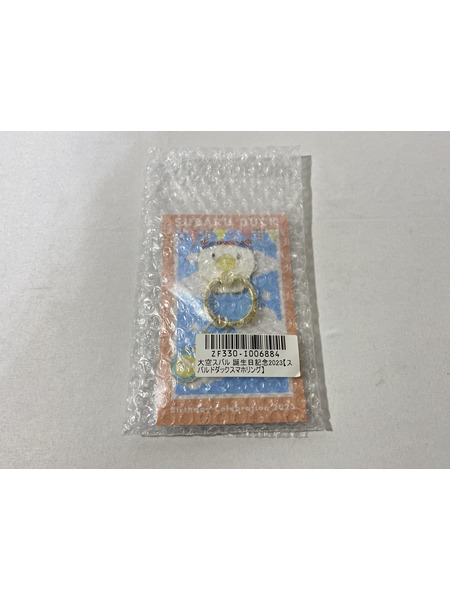 SUBARU DUCK
ZF330-1006884
大空スバル 誕生日記念2023【ス
バルドダックスマホリング】
Birthday Celebration 2023